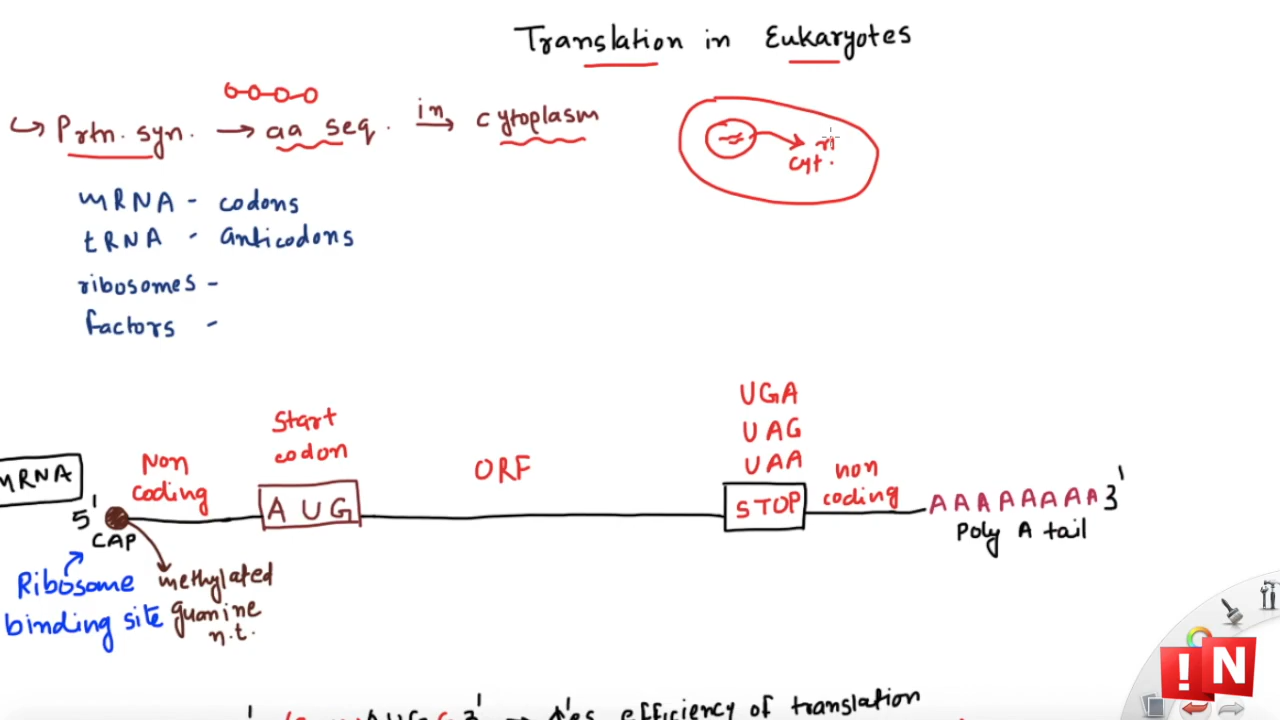 Translation in Eukaryotes
Prtn. syn. → aa seq. in cytoplasm
cyt.
mRNA - codons
tRNA - anticodons
ribosomes -
factors -
UGA
UAG
UAA
Start
codon
Non
coding
ORF
non
coding
mRNA
5' AUG STOP AAAAAAAA 3'
CAP
Poly A tail
Ribosome
binding site
methylated
guanine
n.t.
AUGG 3' efficiency of translation
!N